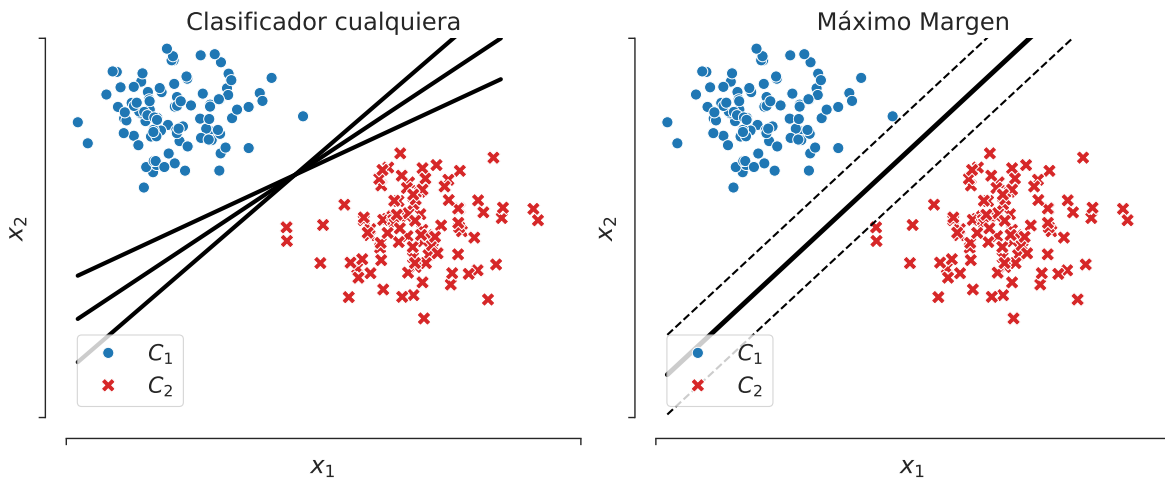 Clasificador cualquiera
x₂
C₁
C₂
x₁
Máximo Margen
x₂
C₁
C₂
x₁